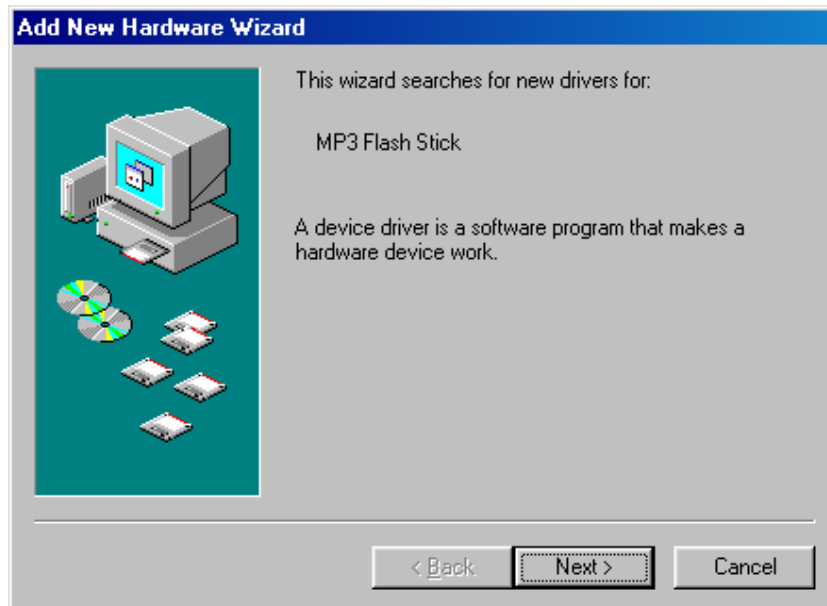 Add New Hardware Wizard
This wizard searches for new drivers for:
MP3 Flash Stick
A device driver is a software program that makes a
hardware device work.
< Back
Next >
Cancel